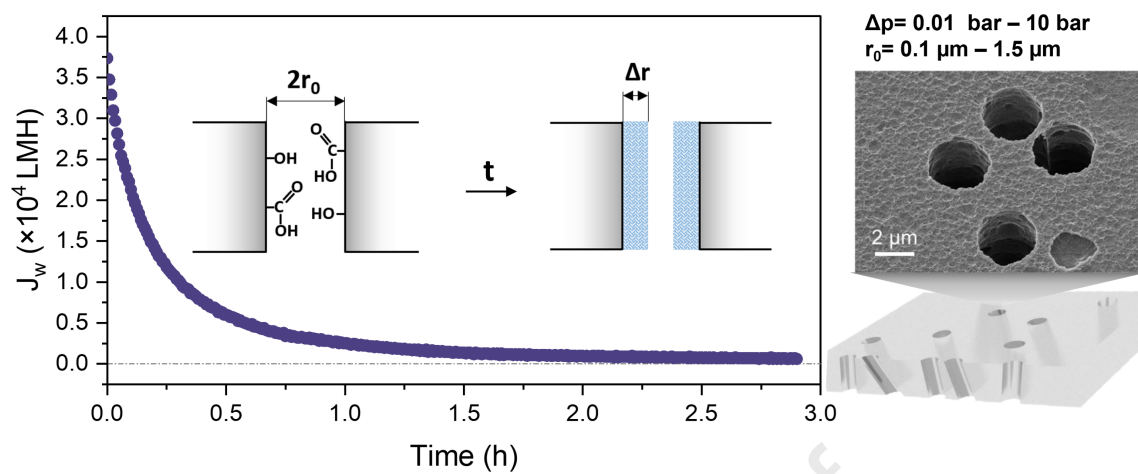 Δp= 0.01 bar – 10 bar
r₀= 0.1 µm – 1.5 µm
J_w (×10⁴ LMH)
4.0
3.5
3.0
2.5
2.0
1.5
1.0
0.5
0.0
2r₀
O
C
HO
OH
HO
C
O
OH
t
Δr
0.0
0.5
1.0
1.5
2.0
2.5
3.0
Time (h)
2 µm